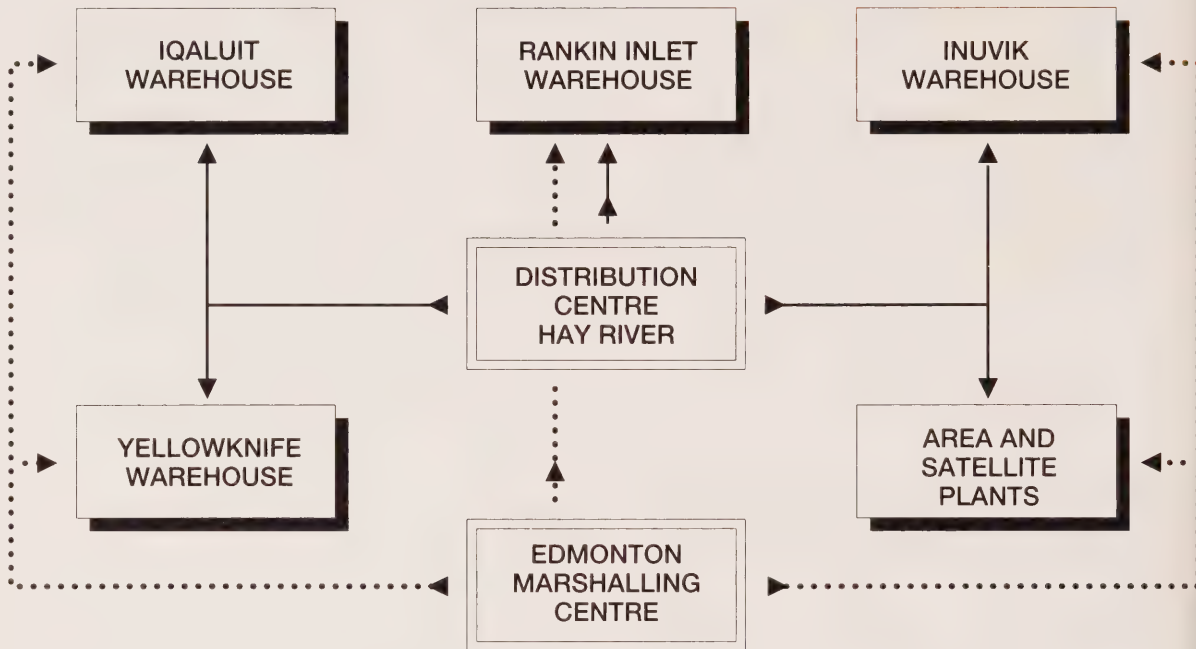 IQALUIT
WAREHOUSE
RANKIN INLET
WAREHOUSE
INUVIK
WAREHOUSE
DISTRIBUTION
CENTRE
HAY RIVER
YELLOWKNIFE
WAREHOUSE
AREA AND
SATELLITE
PLANTS
EDMONTON
MARSHALLING
CENTRE